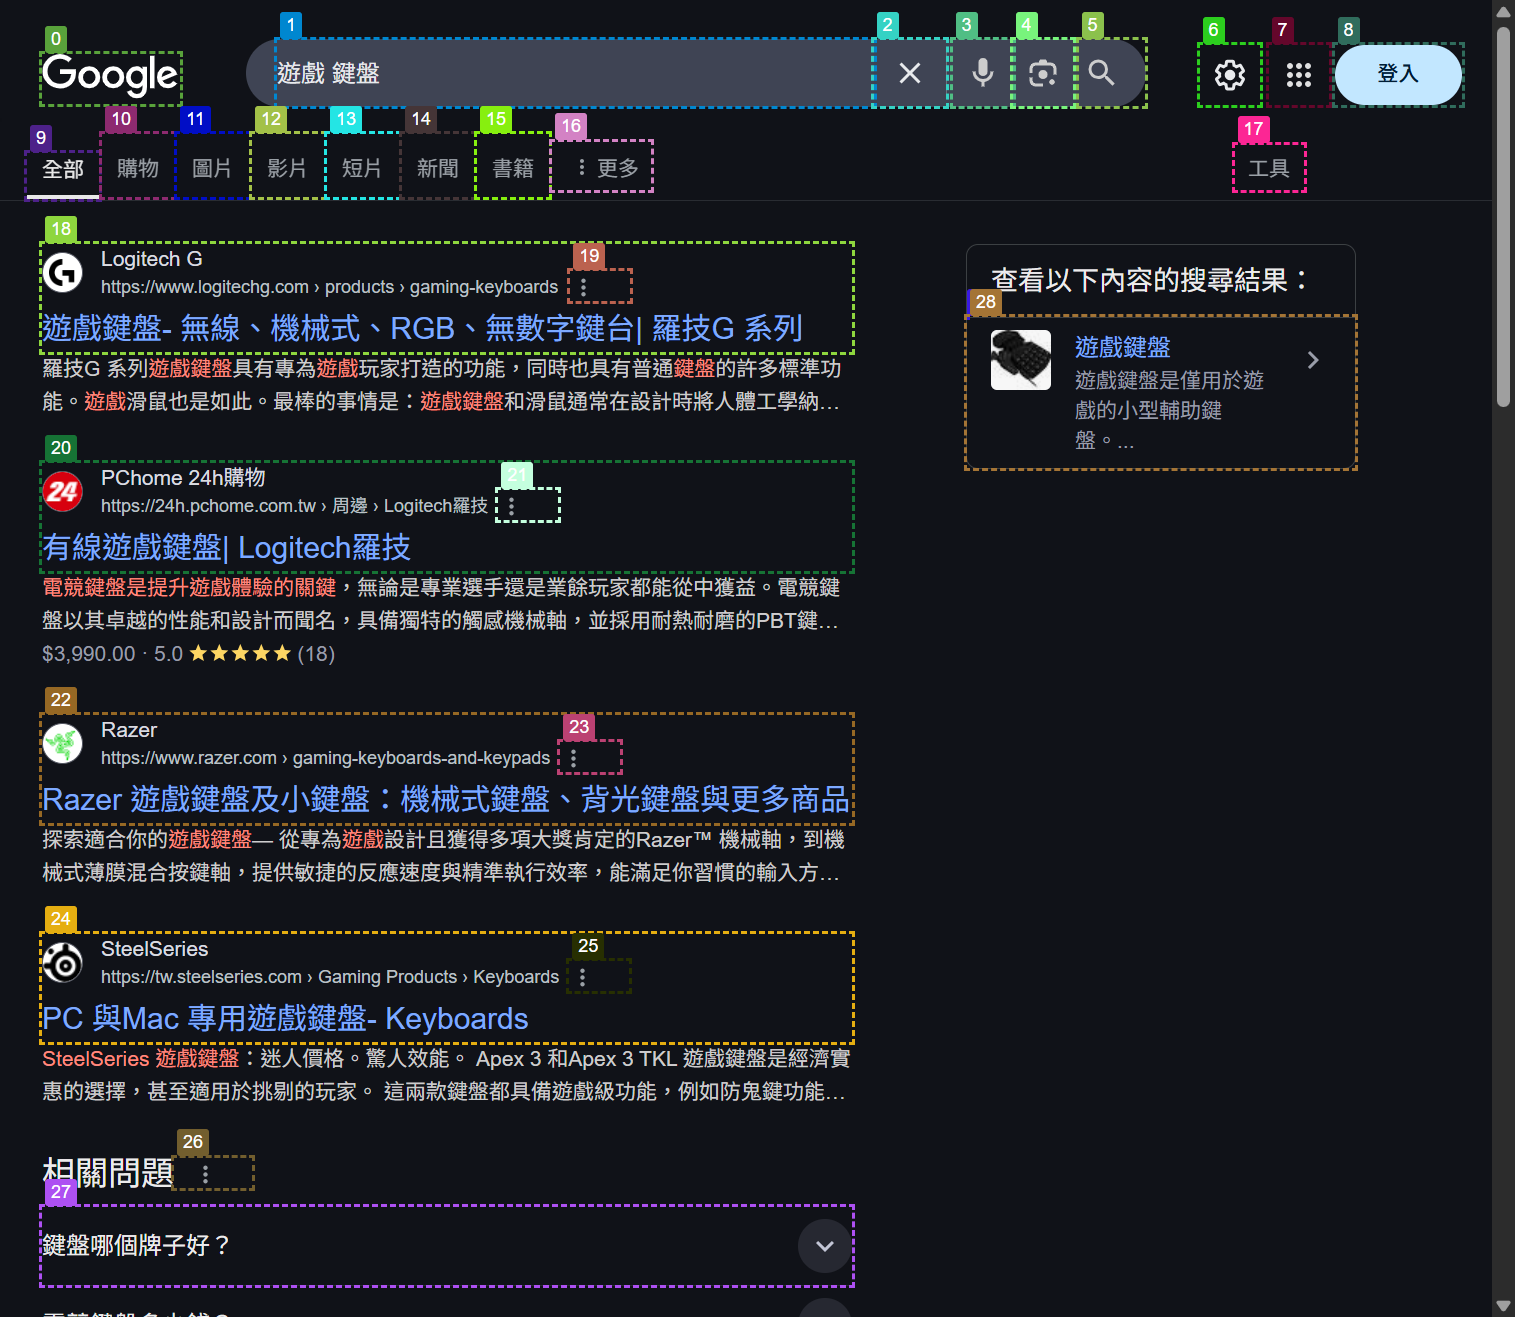 Google
遊戲 鍵盤
登入
全部
購物
圖片
影片
短片
新聞
書籍
更多
工具
Logitech G
https://www.logitechg.com › products › gaming-keyboards
遊戲鍵盤- 無線、機械式、RGB、無數字鍵台| 羅技G 系列
羅技G 系列遊戲鍵盤具有專為遊戲玩家打造的功能，同時也具有普通鍵盤的許多標準功
能。遊戲滑鼠也是如此。最棒的事情是：遊戲鍵盤和滑鼠通常在設計時將人體工學納...
PChome 24h購物
https://24h.pchome.com.tw › 周邊 › Logitech羅技
有線遊戲鍵盤| Logitech羅技
電競鍵盤是提升遊戲體驗的關鍵，無論是專業選手還是業餘玩家都能從中獲益。電競鍵
盤以其卓越的性能和設計而聞名，具備獨特的觸感機械軸，並採用耐熱耐磨的PBT鍵...
$3,990.00 · 5.0 ★★★★★ (18)
Razer
https://www.razer.com › gaming-keyboards-and-keypads
Razer 遊戲鍵盤及小鍵盤：機械式鍵盤、背光鍵盤與更多商品
探索適合你的遊戲鍵盤— 從專為遊戲設計且獲得多項大獎肯定的Razer™ 機械軸，到機
械式薄膜混合按鍵軸，提供敏捷的反應速度與精準執行效率，能滿足你習慣的輸入方...
SteelSeries
https://tw.steelseries.com › Gaming Products › Keyboards
PC 與Mac 專用遊戲鍵盤- Keyboards
SteelSeries 遊戲鍵盤：迷人價格。驚人效能。 Apex 3 和Apex 3 TKL 遊戲鍵盤是經濟實
惠的選擇，甚至適用於挑剔的玩家。 這兩款鍵盤都具備遊戲級功能，例如防鬼鍵功能...
相關問題
鍵盤哪個牌子好？
查看以下內容的搜尋結果：
遊戲鍵盤
遊戲鍵盤是僅用於遊
戲的小型輔助鍵
盤。...
0
1
2
3
4
5
6
7
8
9
10
11
12
13
14
15
16
17
18
19
20
21
22
23
24
25
26
27
28